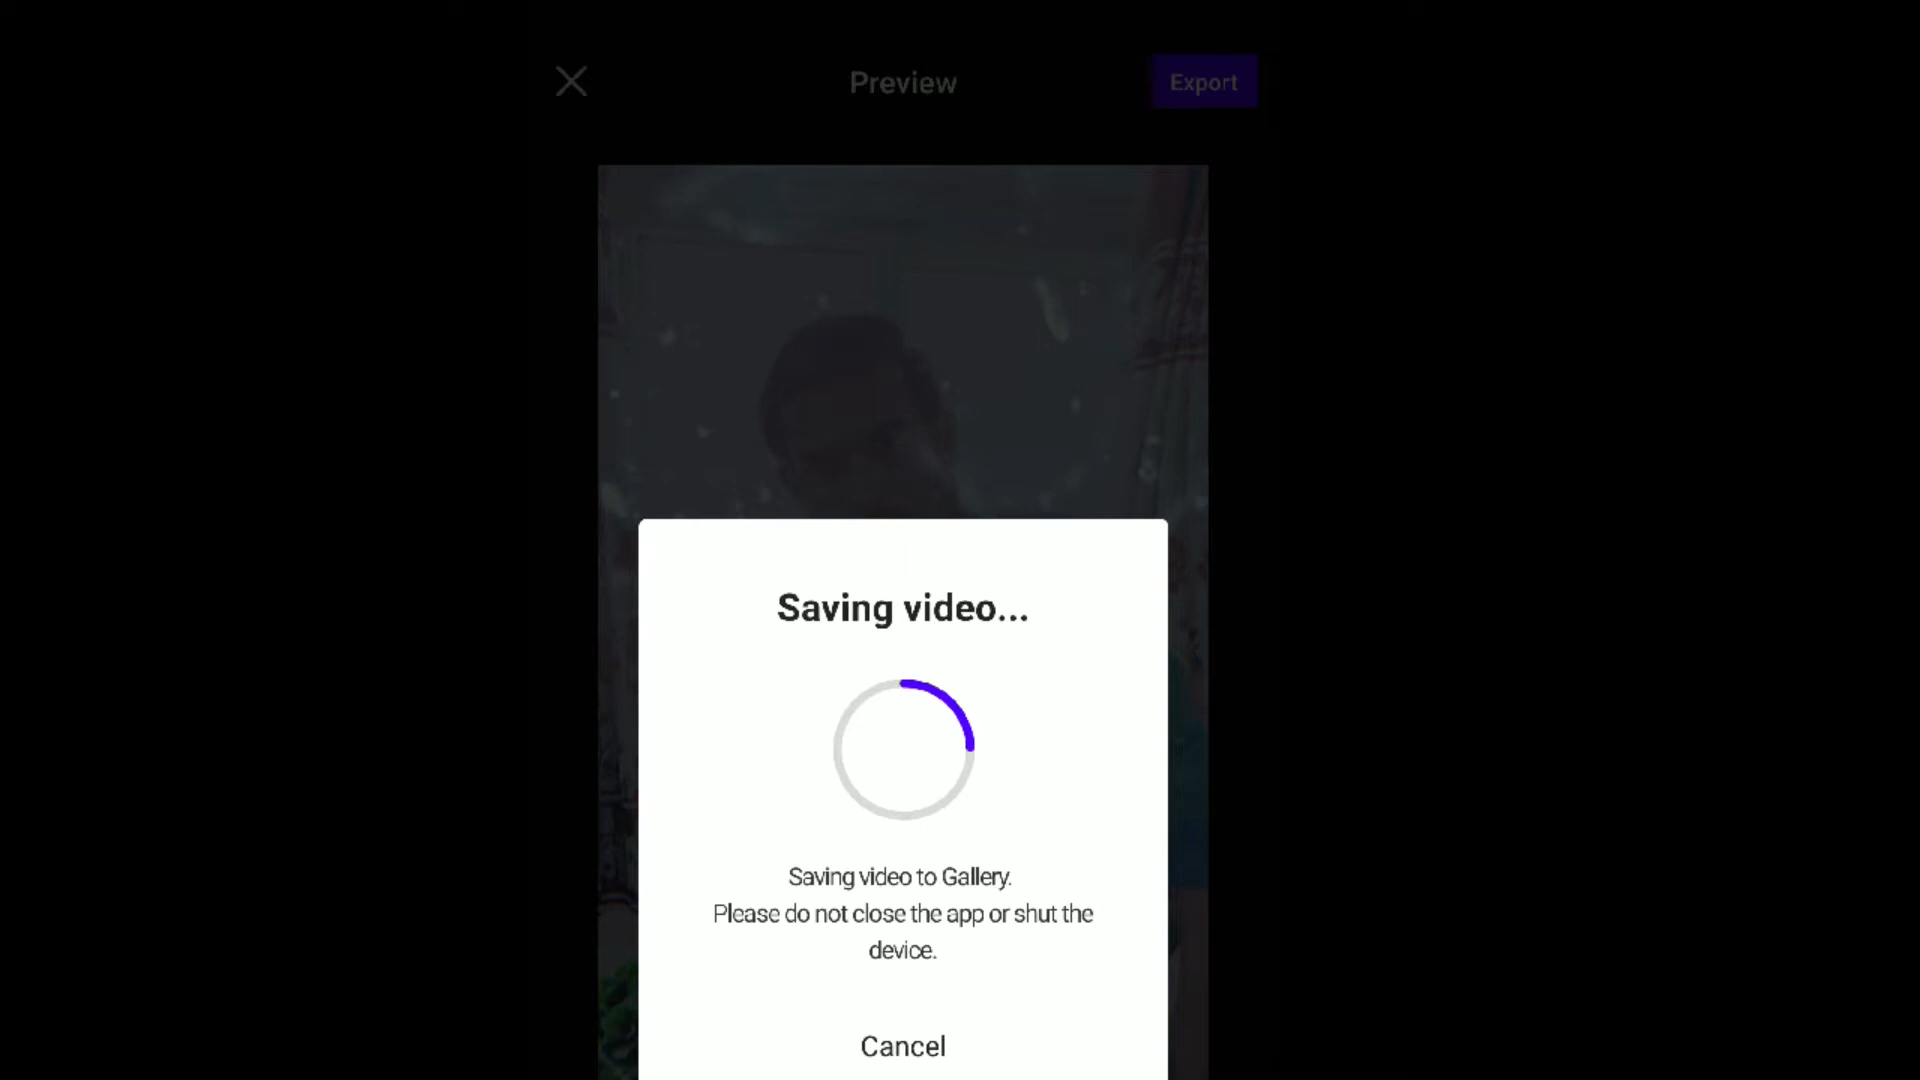 Preview
Export
Saving video...
Saving video to Gallery.
Please do not close the app or shut the
device.
Cancel